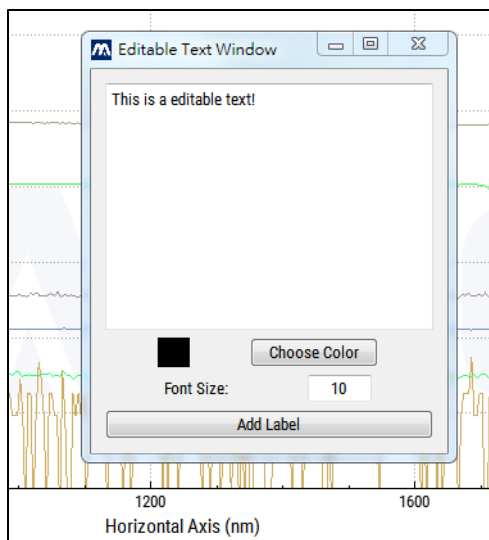 Editable Text Window
This is a editable text!
Choose Color
Font Size:
10
Add Label
1200
1600
Horizontal Axis (nm)